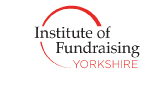 Institute of
Fundraising
YORKSHIRE